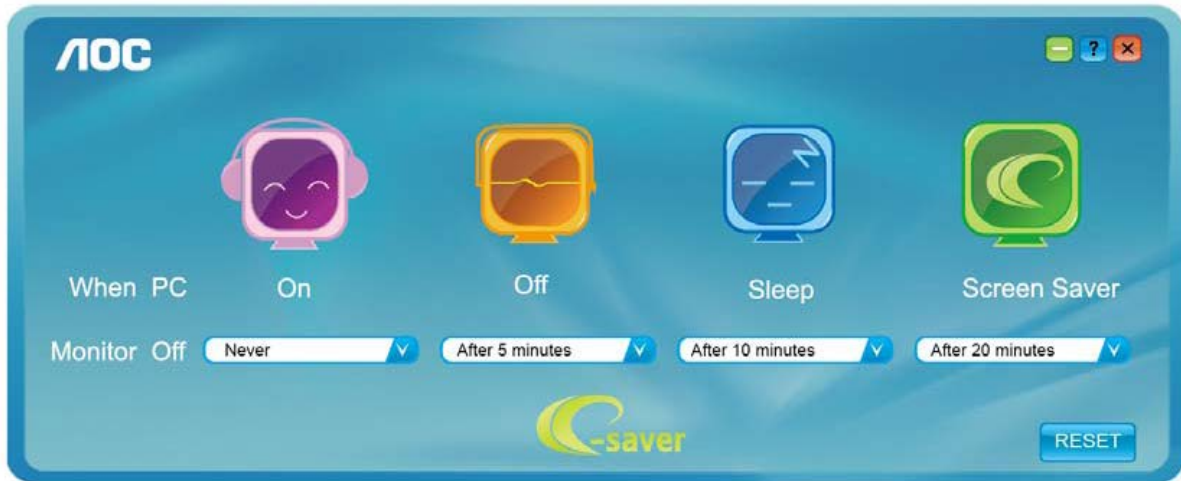 AOC
?
When PC On Off Sleep Screen Saver
Monitor Off Never After 5 minutes After 10 minutes After 20 minutes
e-saver
RESET